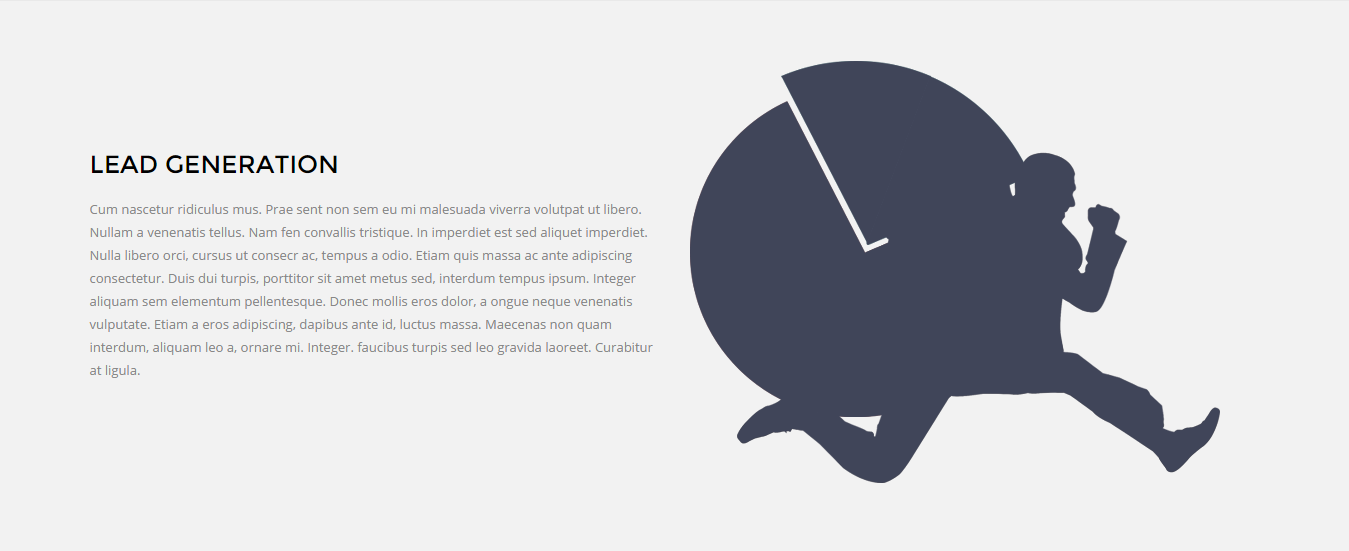 LEAD GENERATION
Cum nascetur ridiculus mus. Prae sent non sem eu mi malesuada viverra volutpat ut libero.
Nullam a venenatis tellus. Nam fen convallis tristique. In imperdiet est sed aliquet imperdiet.
Nulla libero orci, cursus ut consecr ac, tempus a odio. Etiam quis massa ac ante adipiscing
consectetur. Duis dui turpis, porttitor sit amet metus sed, interdum tempus ipsum. Integer
aliquam sem elementum pellentesque. Donec mollis eros dolor, a ongue neque venenatis
vulputate. Etiam a eros adipiscing, dapibus ante id, luctus massa. Maecenas non quam
interdum, aliquam leo a, ornare mi. Integer. faucibus turpis sed leo gravida laoreet. Curabitur
at ligula.